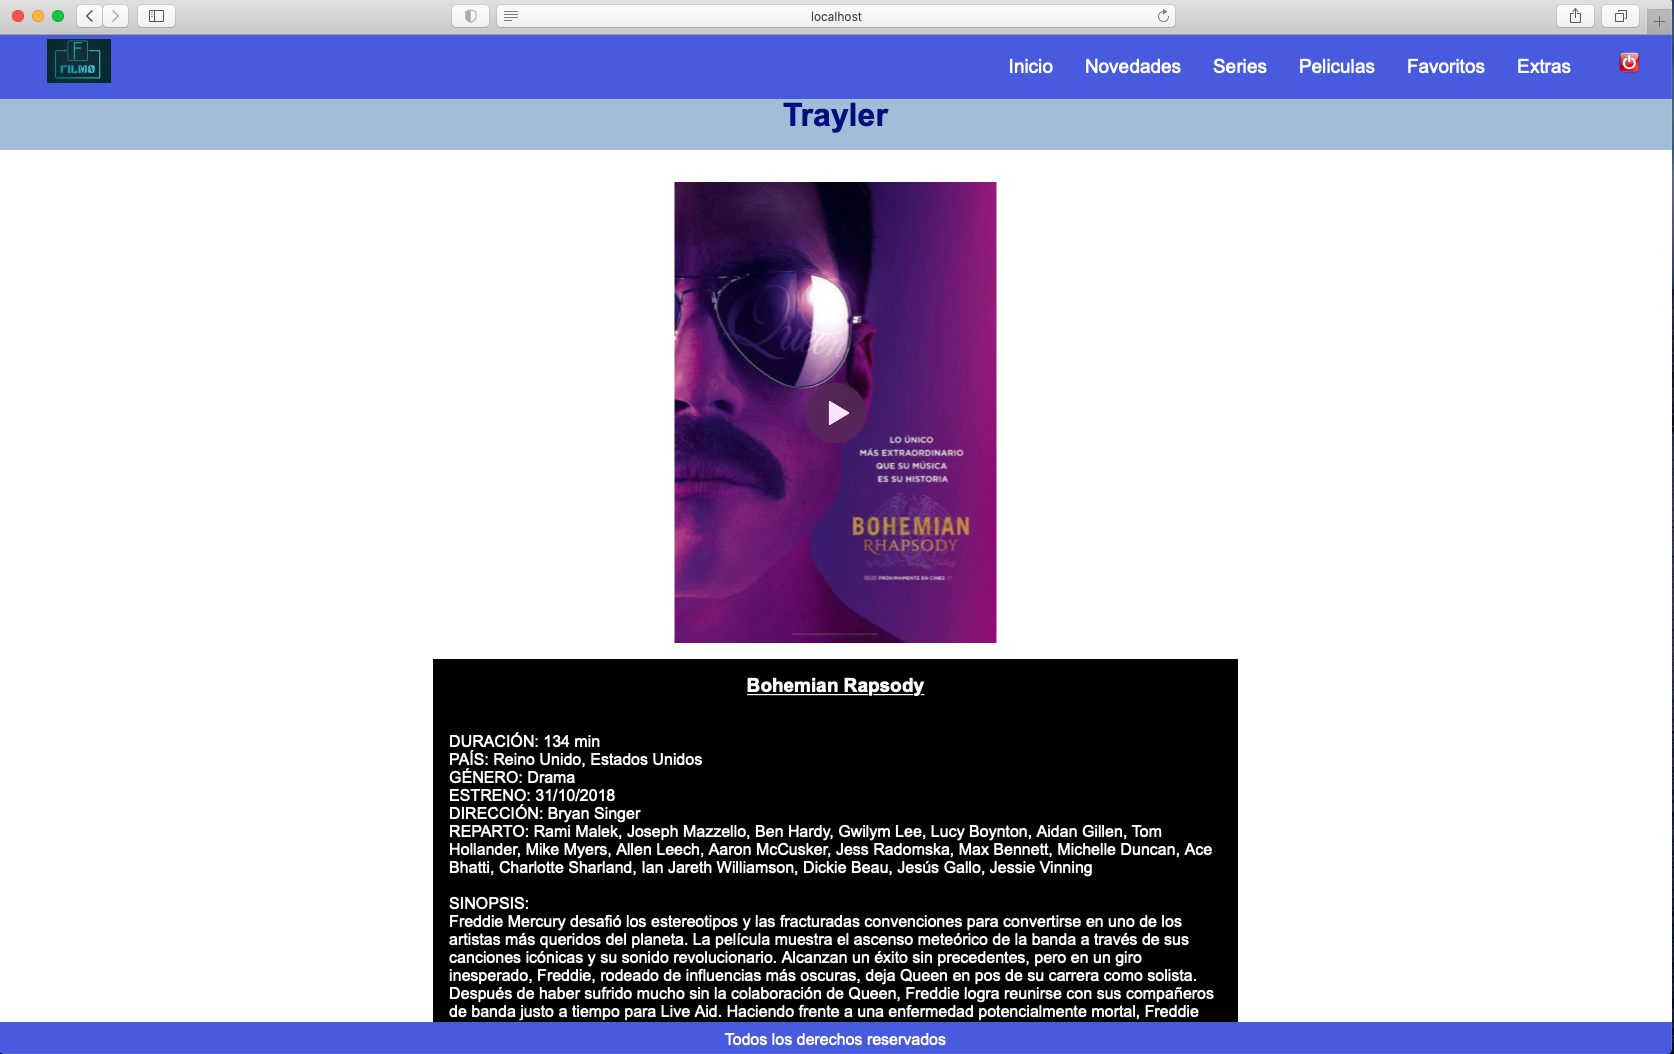 localhost
F
FILMO
Inicio Novedades Series Peliculas Favoritos Extras
Trayler
Queen
LO ÚNICO
MÁS EXTRAORDINARIO
QUE SU MÚSICA
ES SU HISTORIA
BOHEMIAN
RHAPSODY
PRÓXIMAMENTE EN CINES
Bohemian Rapsody
DURACIÓN: 134 min
PAÍS: Reino Unido, Estados Unidos
GÉNERO: Drama
ESTRENO: 31/10/2018
DIRECCIÓN: Bryan Singer
REPARTO: Rami Malek, Joseph Mazzello, Ben Hardy, Gwilym Lee, Lucy Boynton, Aidan Gillen, Tom
Hollander, Mike Myers, Allen Leech, Aaron McCusker, Jess Radomska, Max Bennett, Michelle Duncan, Ace
Bhatti, Charlotte Sharland, Ian Jareth Williamson, Dickie Beau, Jesús Gallo, Jessie Vinning
SINOPSIS:
Freddie Mercury desafió los estereotipos y las fracturadas convenciones para convertirse en uno de los
artistas más queridos del planeta. La película muestra el ascenso meteórico de la banda a través de sus
canciones icónicas y su sonido revolucionario. Alcanzan un éxito sin precedentes, pero en un giro
inesperado, Freddie, rodeado de influencias más oscuras, deja Queen en pos de su carrera como solista.
Después de haber sufrido mucho sin la colaboración de Queen, Freddie logra reunirse con sus compañeros
de banda justo a tiempo para Live Aid. Haciendo frente a una enfermedad potencialmente mortal, Freddie
Todos los derechos reservados